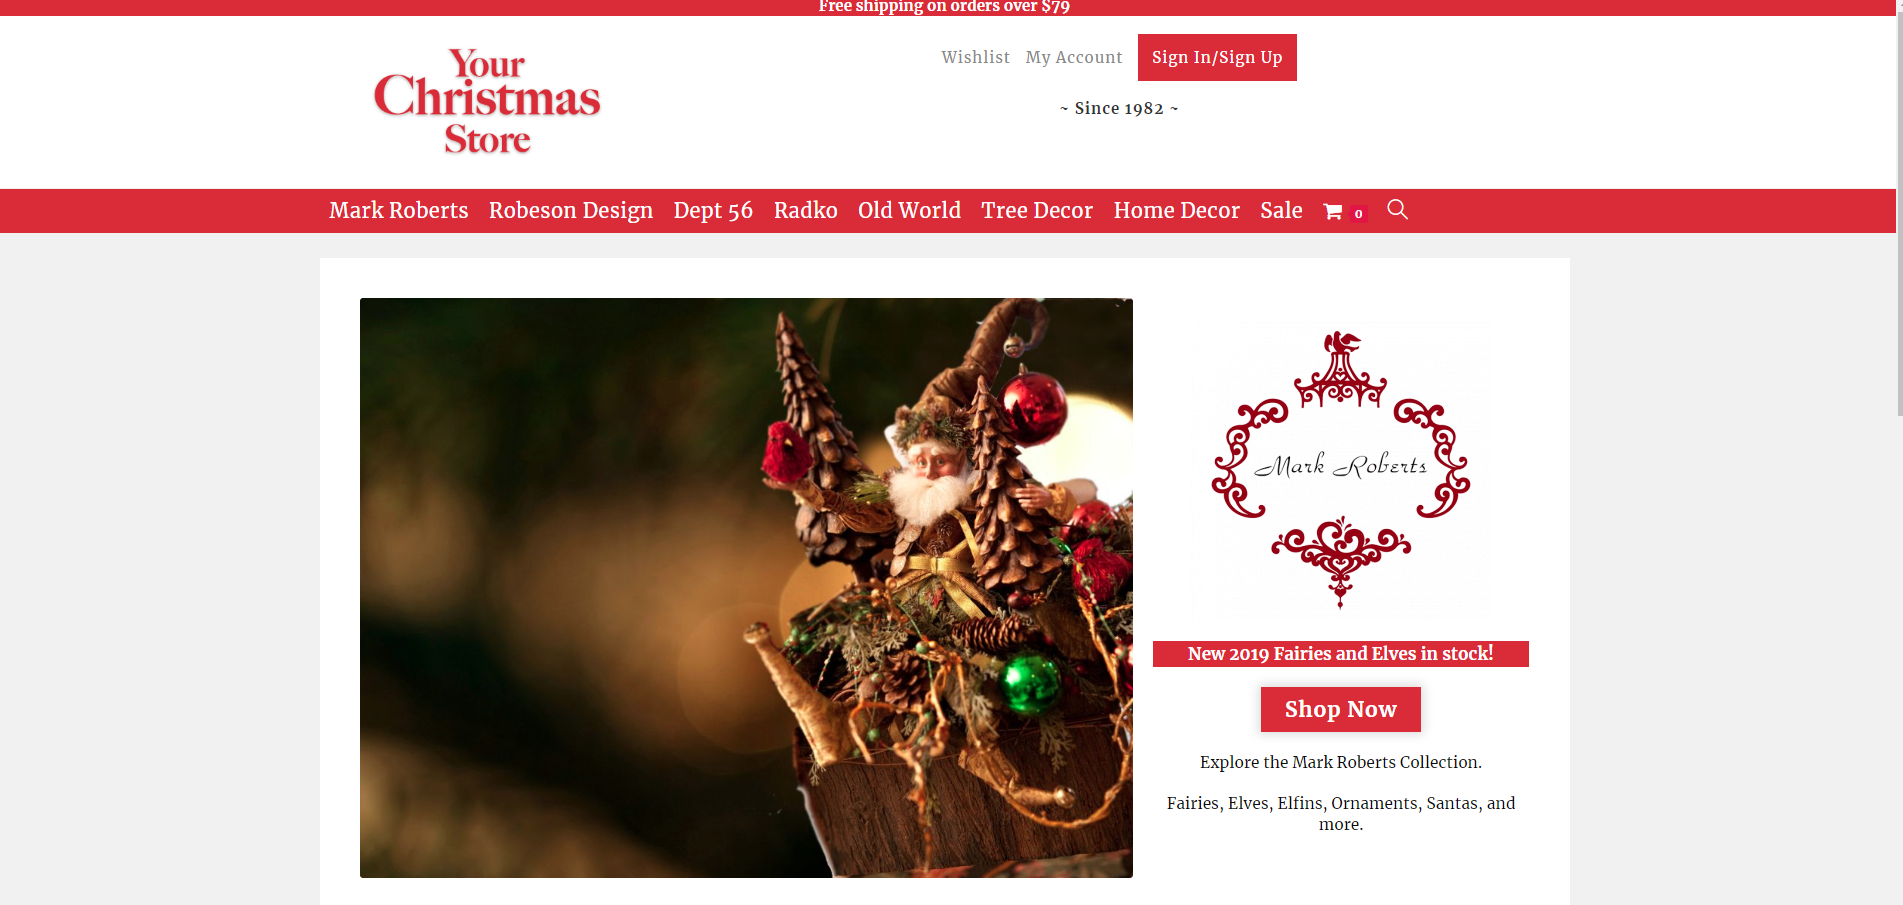 Free shipping on orders over $79
Your
Christmas
Store
Wishlist My Account Sign In/Sign Up
~ Since 1982 ~
Mark Roberts Robeson Design Dept 56 Radko Old World Tree Decor Home Decor Sale 0
Mark Roberts
New 2019 Fairies and Elves in stock!
Shop Now
Explore the Mark Roberts Collection.
Fairies, Elves, Elfins, Ornaments, Santas, and
more.